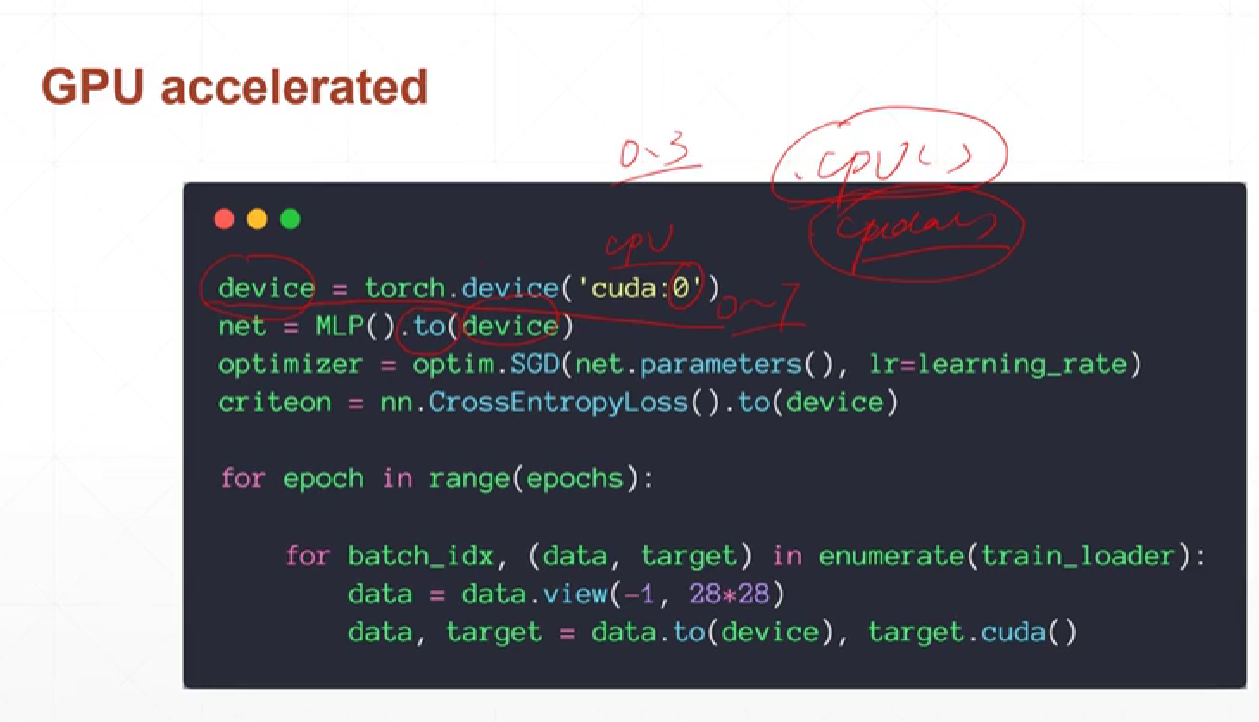 GPU accelerated
0~3
.cpu()
cpu
device = torch.device('cuda:0')
0~7
net = MLP().to(device)
optimizer = optim.SGD(net.parameters(), lr=learning_rate)
criteon = nn.CrossEntropyLoss().to(device)
for epoch in range(epochs):
for batch_idx, (data, target) in enumerate(train_loader):
data = data.view(-1, 28*28)
data, target = data.to(device), target.cuda()